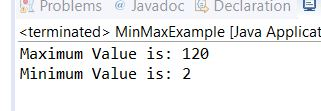 Problems @ Javadoc Declaration
<terminated> MinMaxExample [Java Applicat
Maximum Value is: 120
Minimum Value is: 2